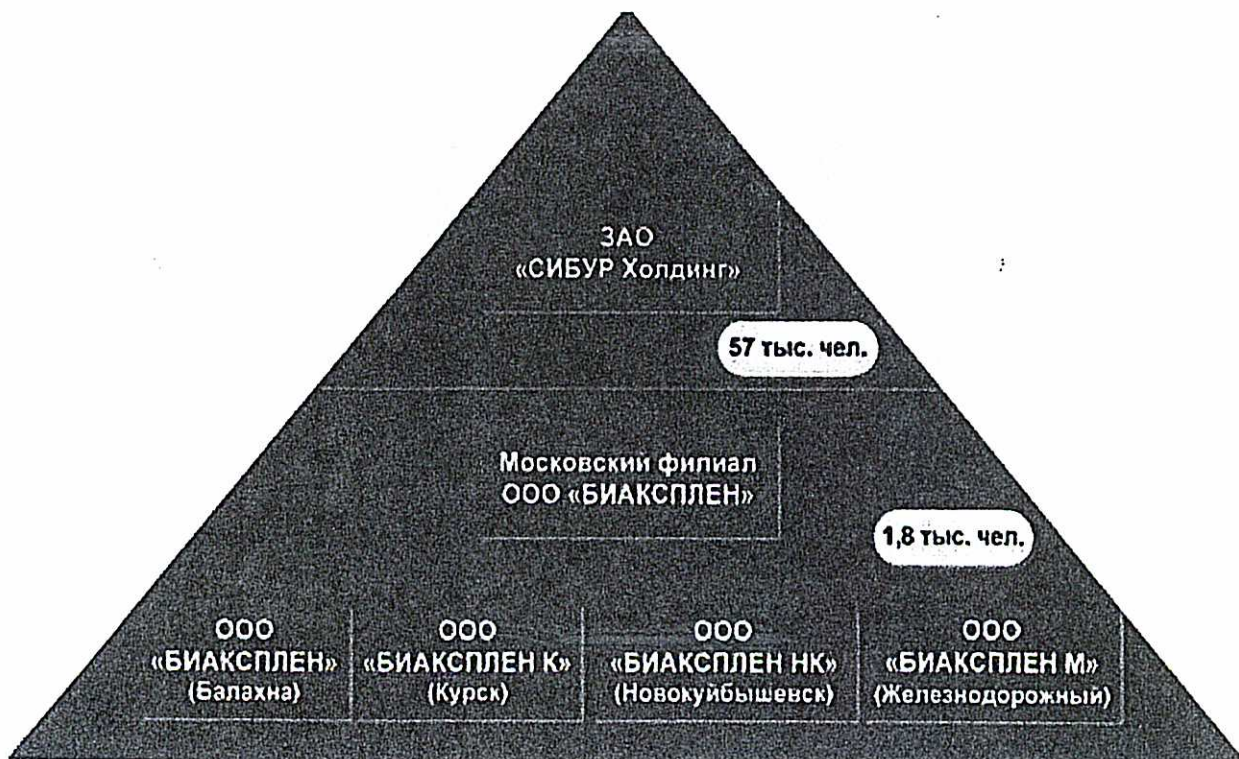 ЗАО
«СИБУР Холдинг»
57 тыс. чел.
Московский филиал
ООО «БИАКСПЛЕН»
1,8 тыс. чел.
ООО
«БИАКСПЛЕН»
(Балахна)
ООО
«БИАКСПЛЕН К»
(Курск)
ООО
«БИАКСПЛЕН НК»
(Новокуйбышевск)
ООО
«БИАКСПЛЕН М»
(Железнодорожный)